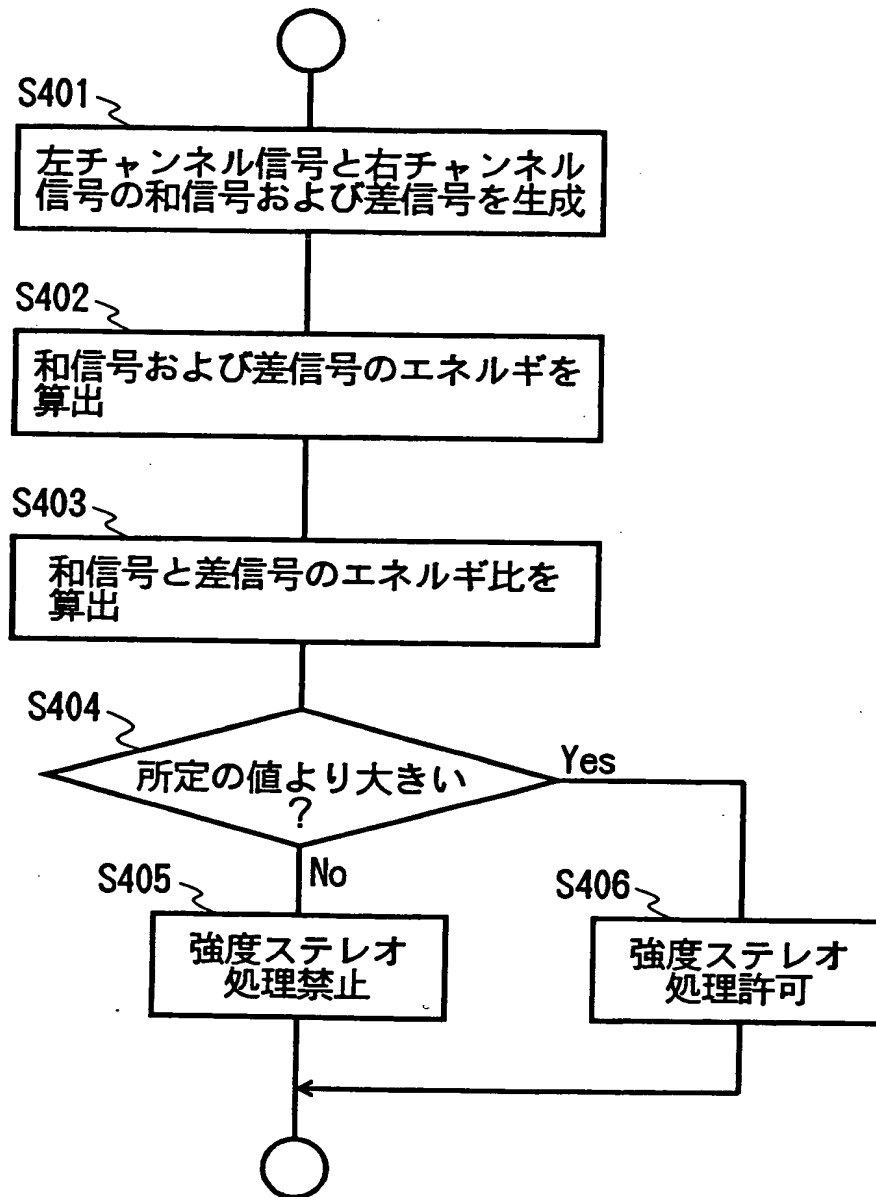 S401
左チャンネル信号と右チャンネル
信号の和信号および差信号を生成
S402
和信号および差信号のエネルギを
算出
S403
和信号と差信号のエネルギ比を
算出
S404
所定の値より大きい
?
Yes
No
S405
強度ステレオ
処理禁止
S406
強度ステレオ
処理許可